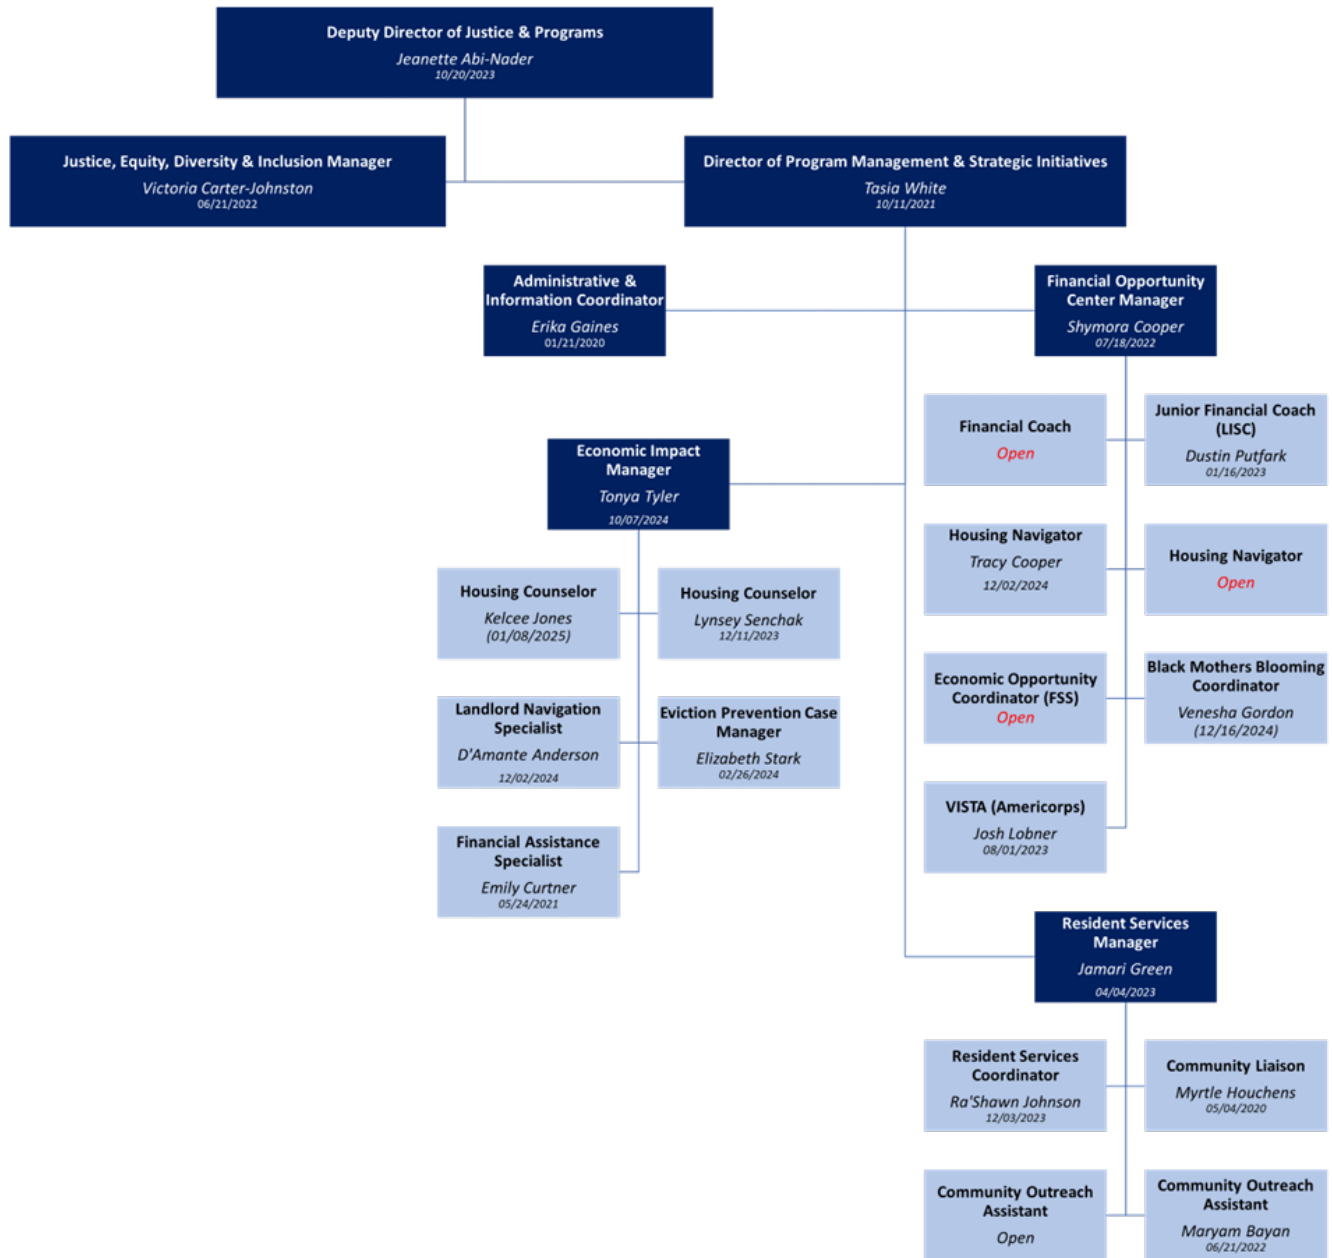 Deputy Director of Justice & Programs
Jeanette Abi-Nader
10/20/2023
Justice, Equity, Diversity & Inclusion Manager
Victoria Carter-Johnston
06/21/2022
Director of Program Management & Strategic Initiatives
Tasia White
10/11/2021
Administrative &
Information Coordinator
Erika Gaines
01/21/2020
Financial Opportunity
Center Manager
Shymora Cooper
07/18/2022
Financial Coach
Open
Junior Financial Coach
(LISC)
Dustin Putfark
01/16/2023
Economic Impact
Manager
Tonya Tyler
10/07/2024
Housing Navigator
Tracy Cooper
12/02/2024
Housing Navigator
Open
Housing Counselor
Kelcee Jones
(01/08/2025)
Housing Counselor
Lynsey Senchak
12/11/2023
Economic Opportunity
Coordinator (FSS)
Open
Black Mothers Blooming
Coordinator
Venesha Gordon
(12/16/2024)
Landlord Navigation
Specialist
D'Amante Anderson
12/02/2024
Eviction Prevention Case
Manager
Elizabeth Stark
02/26/2024
VISTA (Americorps)
Josh Lobner
08/01/2023
Financial Assistance
Specialist
Emily Curtner
05/24/2021
Resident Services
Manager
Jamari Green
04/04/2023
Resident Services
Coordinator
Ra'Shawn Johnson
12/03/2023
Community Liaison
Myrtle Houchens
05/04/2020
Community Outreach
Assistant
Open
Community Outreach
Assistant
Maryam Bayan
06/21/2022